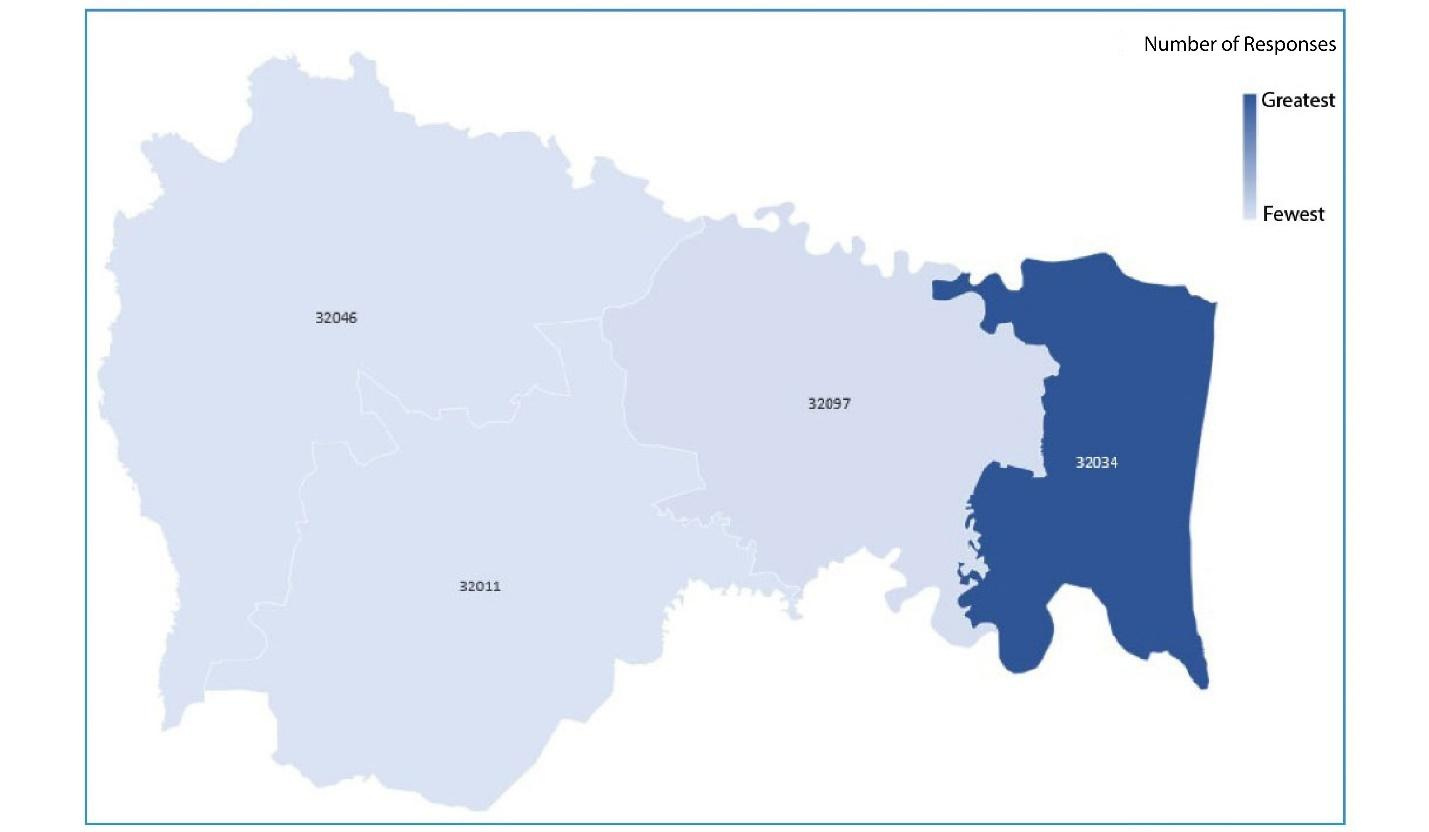 Number of Responses
Greatest
Fewest
32046
32097
32034
32011